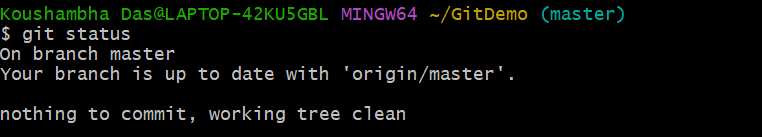 Koushambha Das@LAPTOP-42KU5GBL MINGW64 ~/GitDemo (master)
$ git status
On branch master
Your branch is up to date with 'origin/master'.

nothing to commit, working tree clean